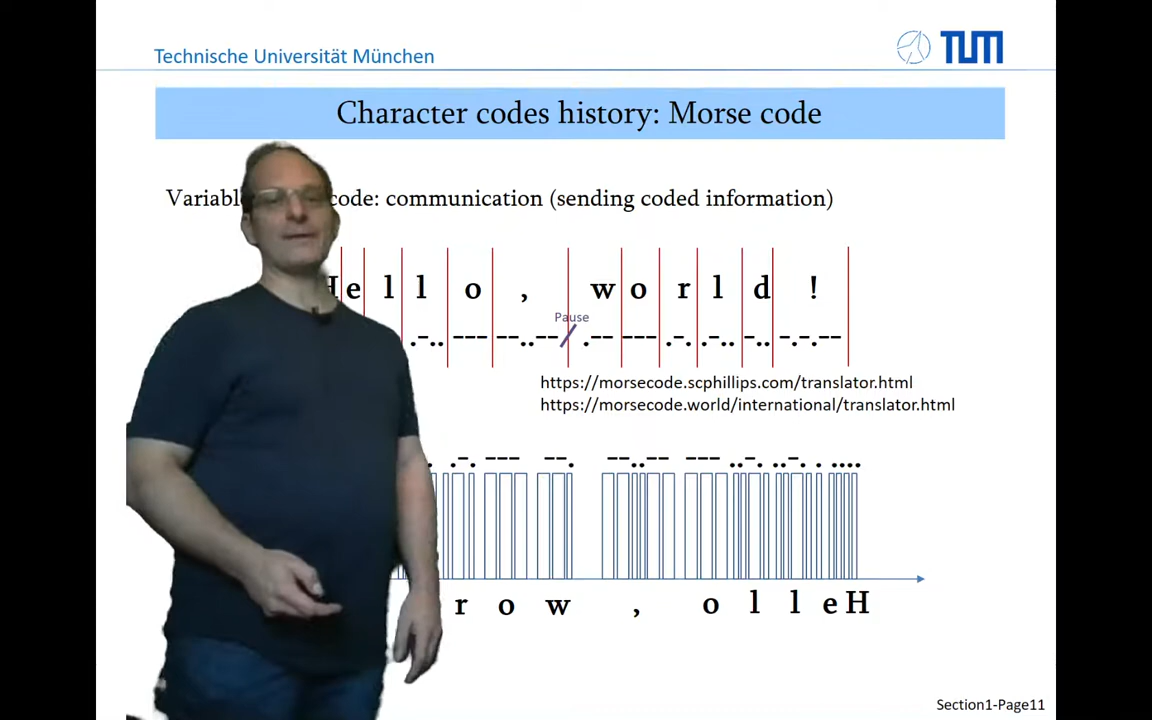 Technische Universität München
TUM
Character codes history: Morse code
code: communication (sending coded information)
e l l o , w o r l d !
Pause
.-.. --- --..-- / .-- --- .-. .-.. -.. -.-.--
https://morsecode.scphillips.com/translator.html
https://morsecode.world/international/translator.html
.-. --- --. --..-- --- ..-. ..-. . ....
r o w , o l l e H
Section1-Page11